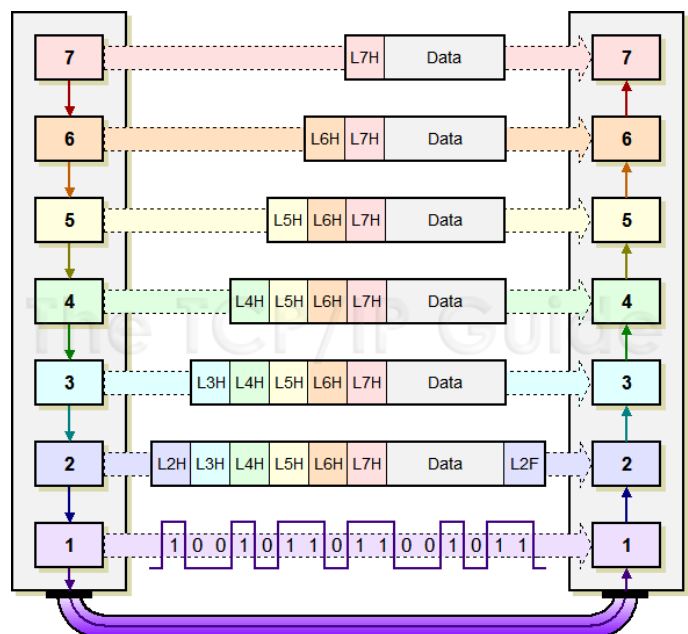 7 L7H Data 7
6 L6H L7H Data 6
5 L5H L6H L7H Data 5
4 L4H L5H L6H L7H Data 4
The TCP/IP Guide
3 L3H L4H L5H L6H L7H Data 3
2 L2H L3H L4H L5H L6H L7H Data L2F 2
1 1 0 0 1 0 1 1 0 1 1 0 0 1 0 1 1 1